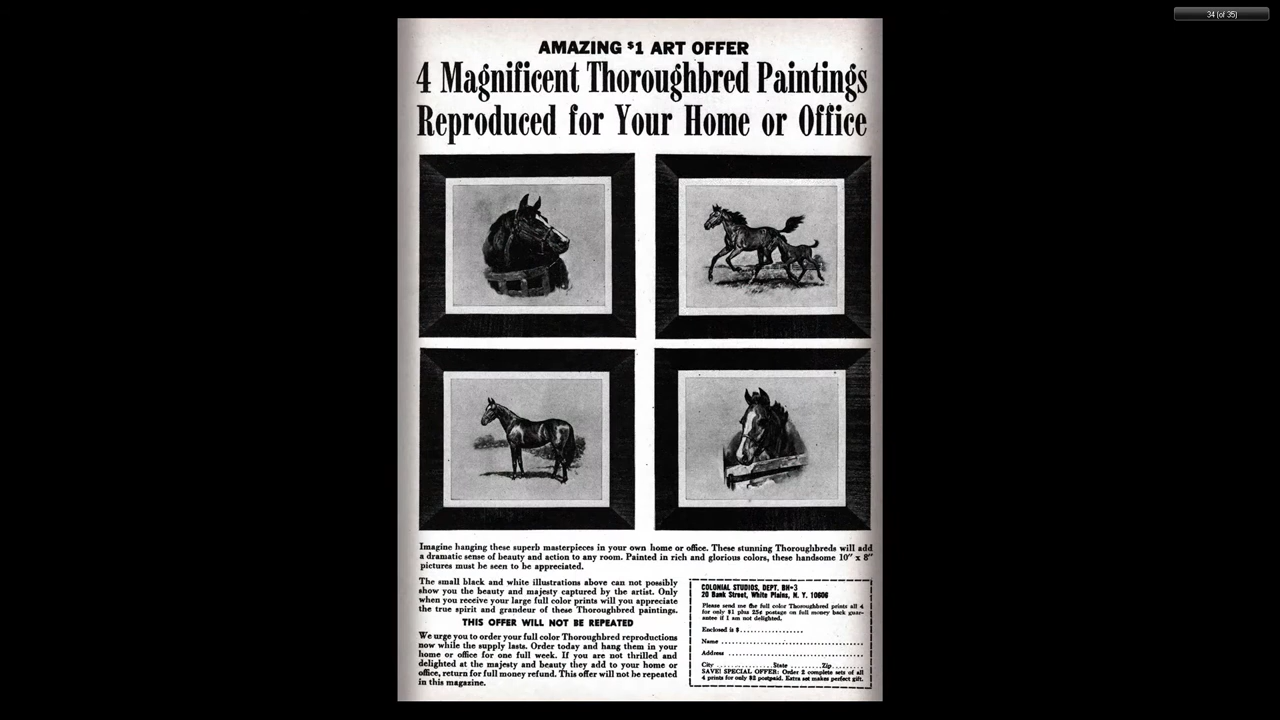 34 (of 35)
AMAZING $1 ART OFFER
4 Magnificent Thoroughbred Paintings
Reproduced for Your Home or Office
Imagine hanging these superb masterpieces in your own home or office. These stunning Thoroughbreds will add
a dramatic sense of beauty and action to any room. Painted in rich and glorious colors, these handsome 10" x 8"
pictures must be seen to be appreciated.
The small black and white illustrations above can not possibly
show you the beauty and majesty captured by the artist. Only
when you receive your large full color prints will you appreciate
the true spirit and grandeur of these Thoroughbred paintings.
THIS OFFER WILL NOT BE REPEATED
We urge you to order your full color Thoroughbred reproductions
now while the supply lasts. Order today and hang them in your
home or office for one full week. If you are not thrilled and
delighted at the majesty and beauty they add to your home or
office, return for full money refund. This offer will not be repeated
in this magazine.
COLONIAL STUDIOS, DEPT. BH-3
20 Bank Street, White Plains, N. Y. 10606
Please send me the full color Thoroughbred prints all 4
for only $1 plus 25¢ postage on full money back guar-
antee if I am not delighted.
Enclosed is $...................
Name ..........................................
Address ........................................
City .................State .........Zip.........
SAVE! SPECIAL OFFER: Order 2 complete sets of all
4 prints for only $2 postpaid. Extra set makes perfect gift.